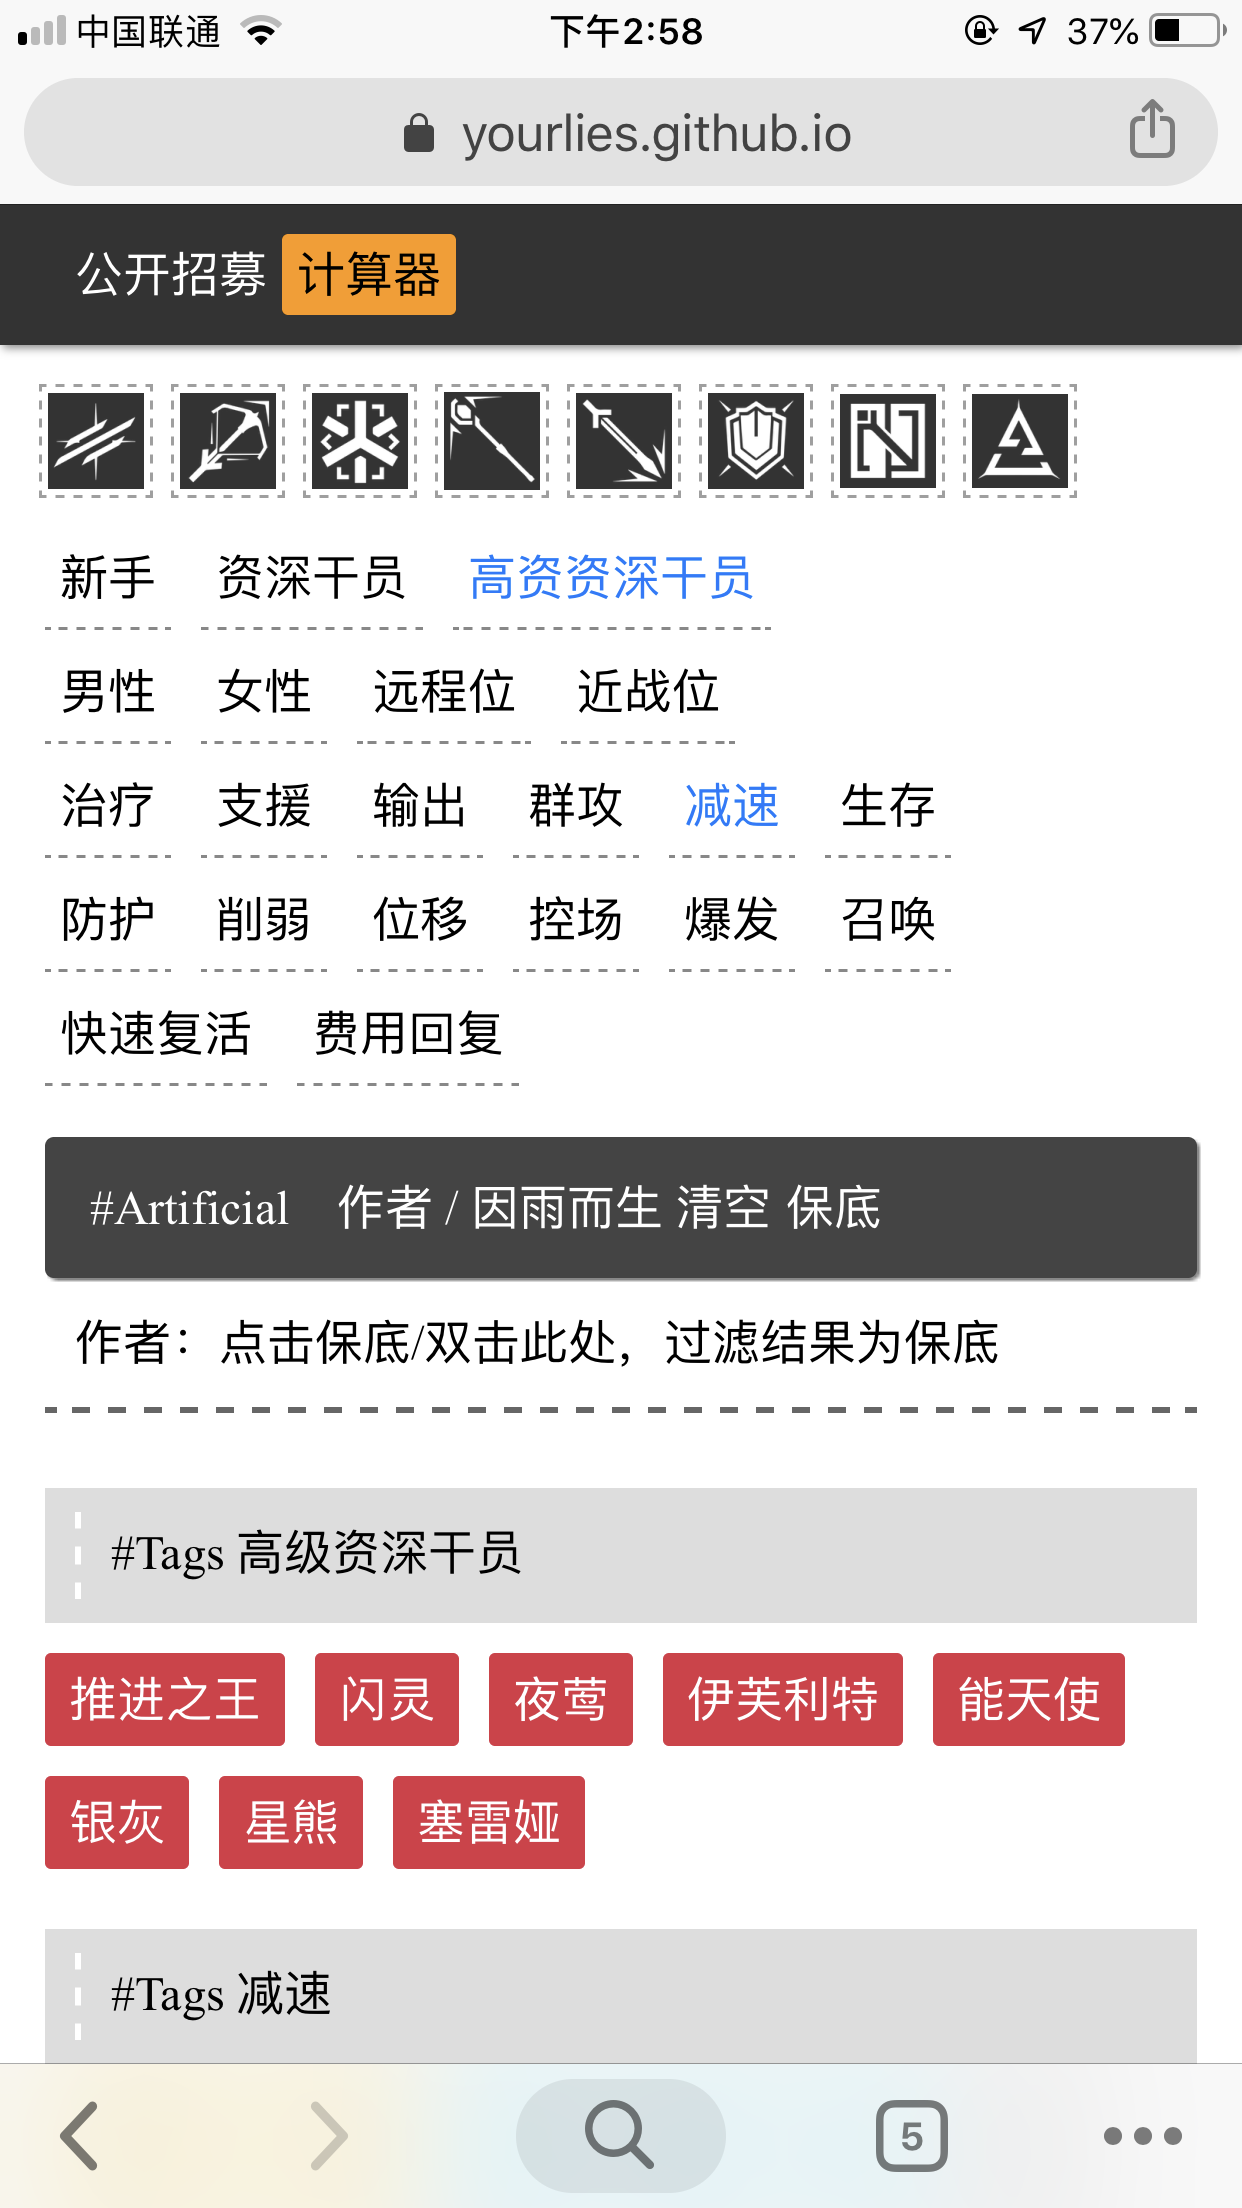 中国联通 下午2:58 37%
yourlies.github.io
公开招募 计算器
新手 资深干员 高资资深干员
男性 女性 远程位 近战位
治疗 支援 输出 群攻 减速 生存
防护 削弱 位移 控场 爆发 召唤
快速复活 费用回复
#Artificial 作者 / 因雨而生 清空 保底
作者：点击保底/双击此处，过滤结果为保底
#Tags 高级资深干员
推进之王 闪灵 夜莺 伊芙利特 能天使
银灰 星熊 塞雷娅
#Tags 减速
5